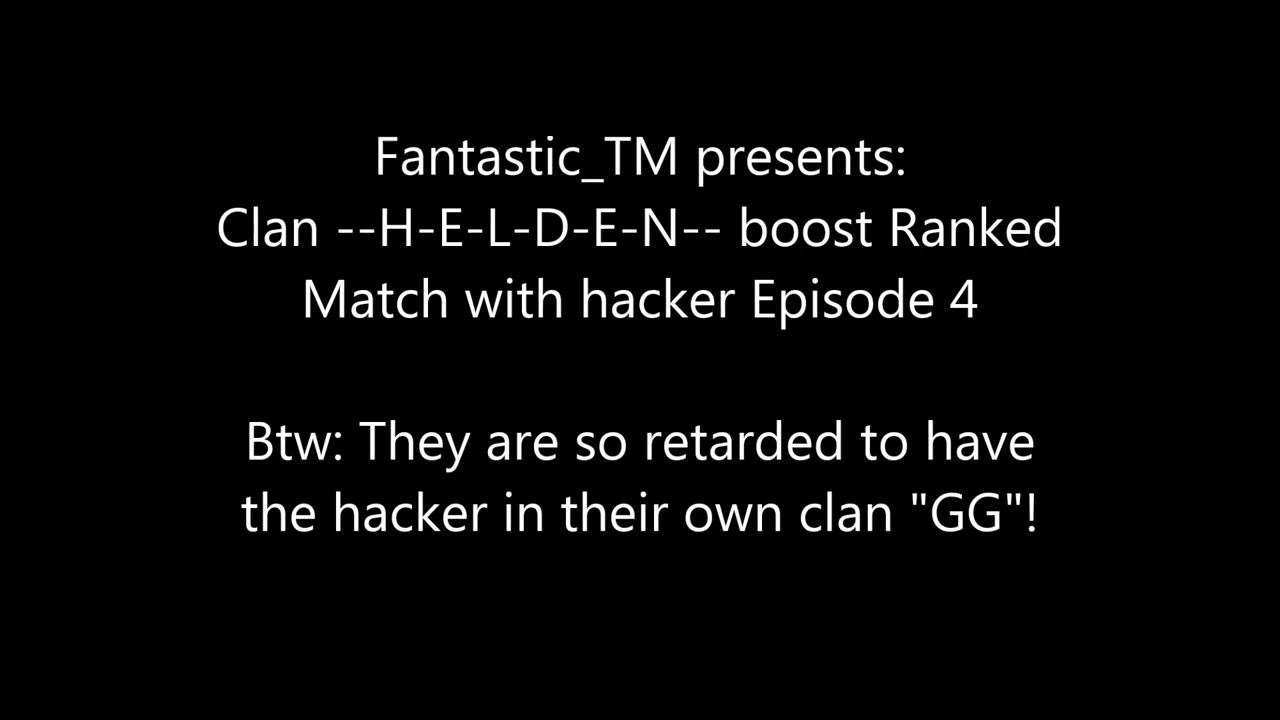 Fantastic_TM presents:
Clan --H-E-L-D-E-N-- boost Ranked
Match with hacker Episode 4
Btw: They are so retarded to have
the hacker in their own clan "GG"!